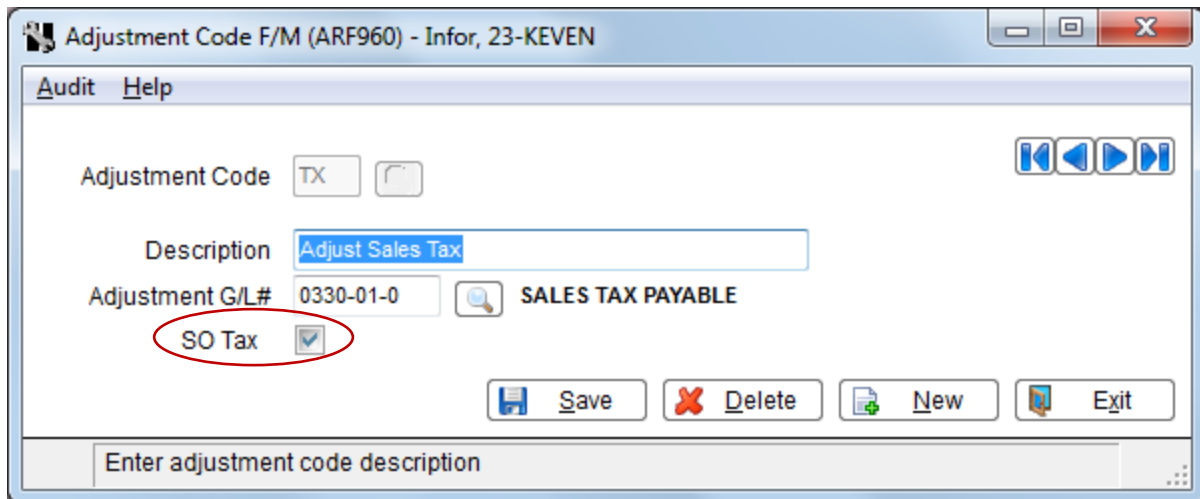 Adjustment Code F/M (ARF960) - Infor, 23-KEVEN
Audit Help
Adjustment Code TX
Description Adjust Sales Tax
Adjustment G/L# 0330-01-0 SALES TAX PAYABLE
SO Tax
Save Delete New Exit
Enter adjustment code description